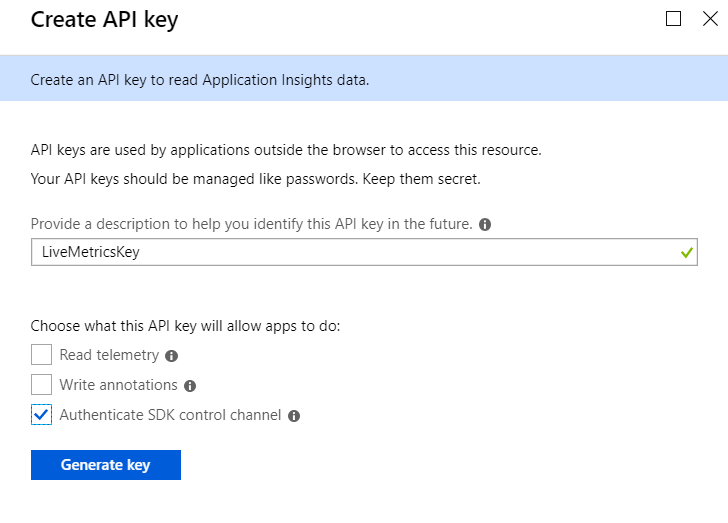 Create API key
Create an API key to read Application Insights data.
API keys are used by applications outside the browser to access this resource.
Your API keys should be managed like passwords. Keep them secret.
Provide a description to help you identify this API key in the future.
LiveMetricsKey
Choose what this API key will allow apps to do:
Read telemetry
Write annotations
Authenticate SDK control channel
Generate key